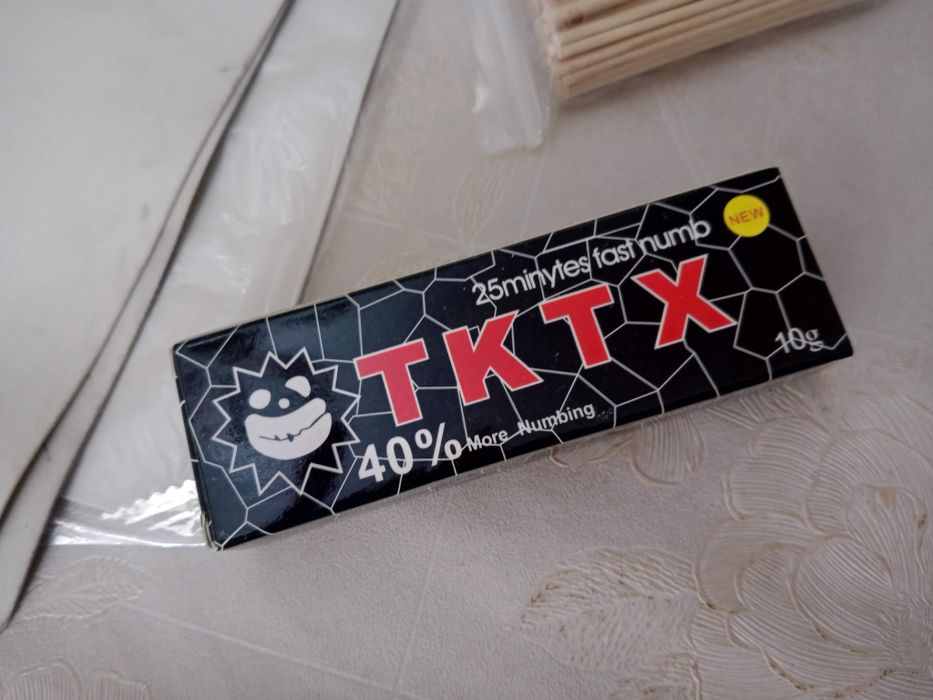 NEW
25minytes fast numb
TKTX
10g
40% More Numbing